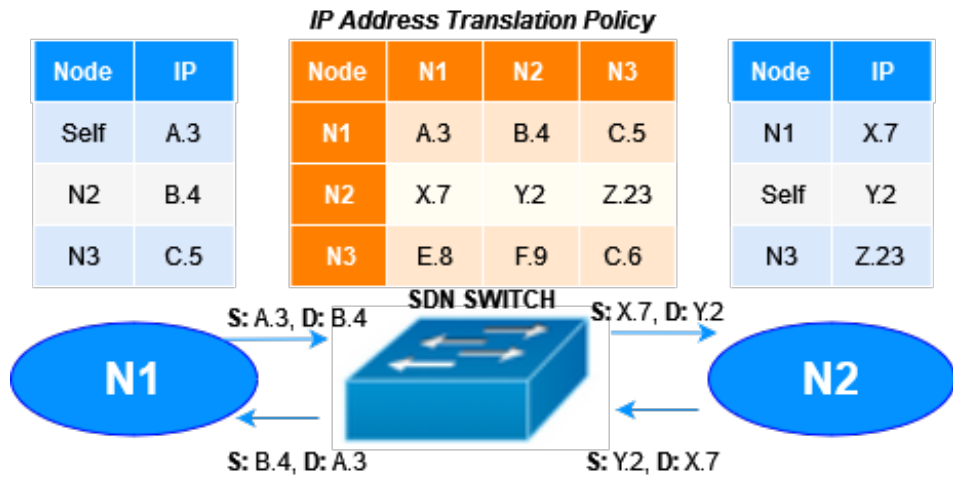 IP Address Translation Policy
Node IP
Self A.3
N2 B.4
N3 C.5
Node N1 N2 N3
N1 A.3 B.4 C.5
N2 X.7 Y.2 Z.23
N3 E.8 F.9 C.6
Node IP
N1 X.7
Self Y.2
N3 Z.23
SDN SWITCH
S: A.3, D: B.4
S: X.7, D: Y.2
N1
N2
S: B.4, D: A.3
S: Y.2, D: X.7